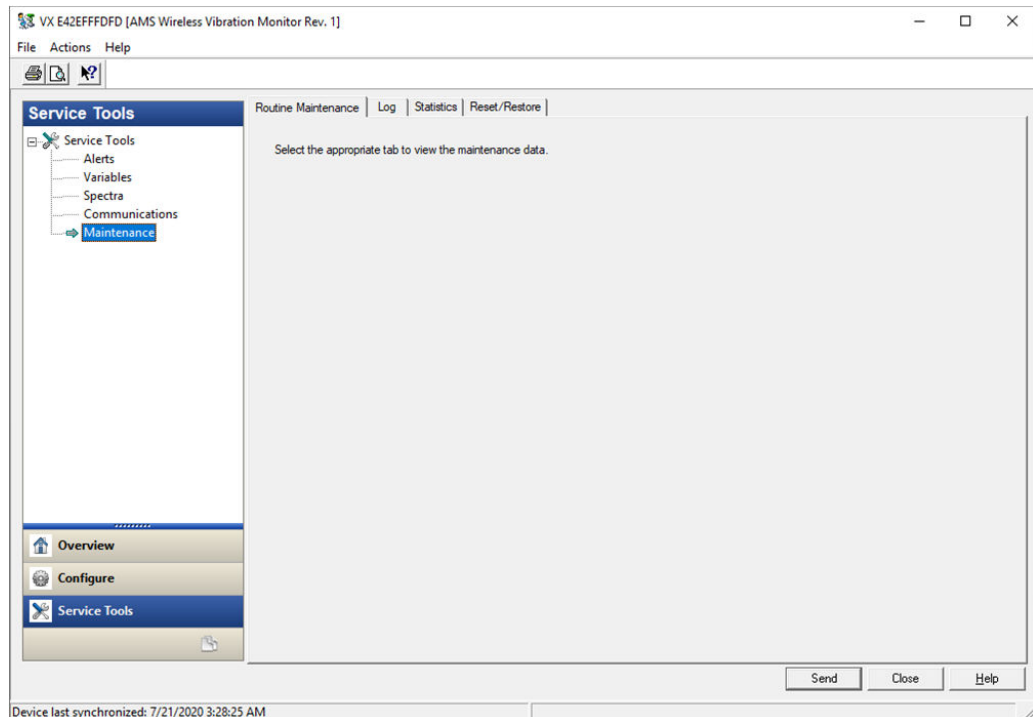 VX E42EFFFDFD [AMS Wireless Vibration Monitor Rev. 1]
File Actions Help
Service Tools
Service Tools
Alerts
Variables
Spectra
Communications
Maintenance
Overview
Configure
Service Tools
Routine Maintenance Log Statistics Reset/Restore
Select the appropriate tab to view the maintenance data.
Send Close Help
Device last synchronized: 7/21/2020 3:28:25 AM